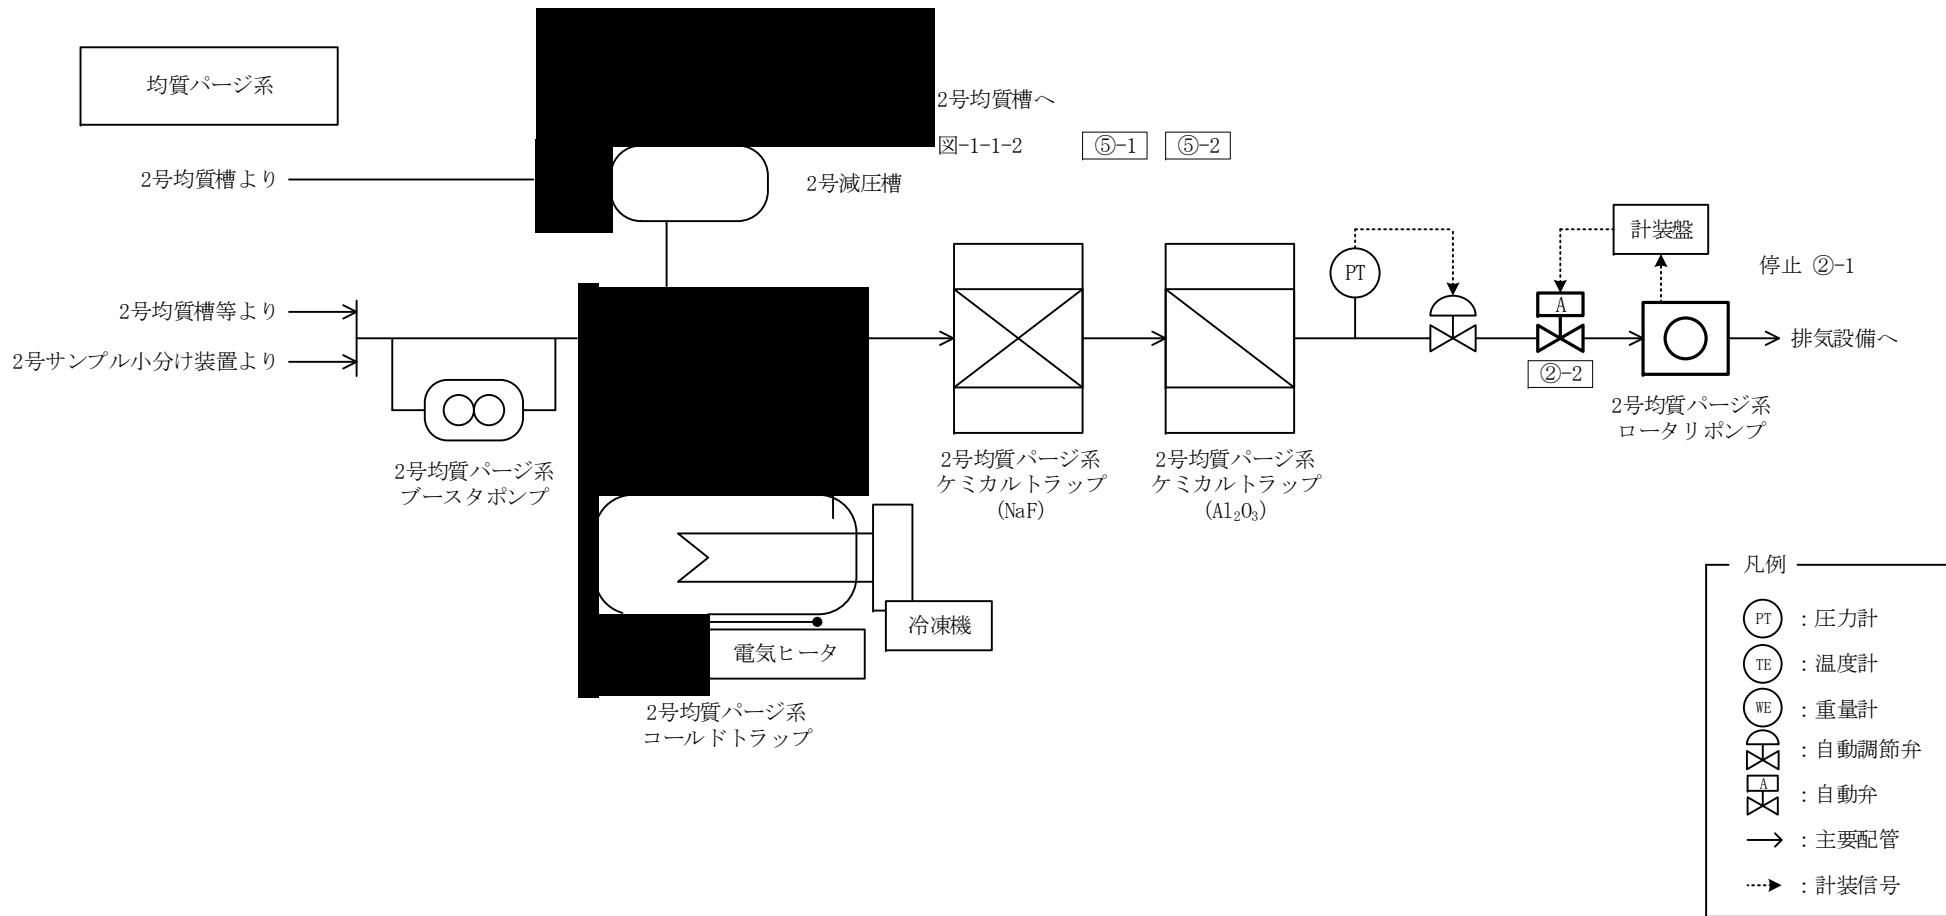 均質パージ系
2号均質槽へ
図-1-1-2
⑤-1
⑤-2
2号均質槽より
2号減圧槽
計装盤
停止 ②-1
PT
2号均質槽等より
A
2号サンプル小分け装置より
排気設備へ
②-2
2号均質パージ系
ロータリポンプ
2号均質パージ系
ブースタポンプ
2号均質パージ系
ケミカルトラップ
(NaF)
2号均質パージ系
ケミカルトラップ
(Al₂O₃)
冷凍機
電気ヒータ
2号均質パージ系
コールドトラップ
凡例
PT :圧力計
TE :温度計
WE :重量計
:自動調節弁
A :自動弁
:主要配管
:計装信号